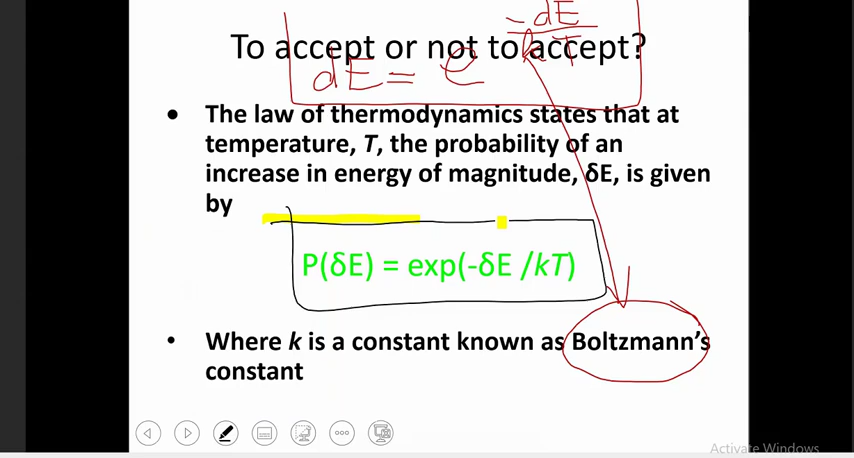 To accept or not to accept?
dE = e
-dE
kT
• The law of thermodynamics states that at
temperature, T, the probability of an
increase in energy of magnitude, δE, is given
by
P(δE) = exp(-δE /kT)
• Where k is a constant known as Boltzmann’s
constant
Activate Windows